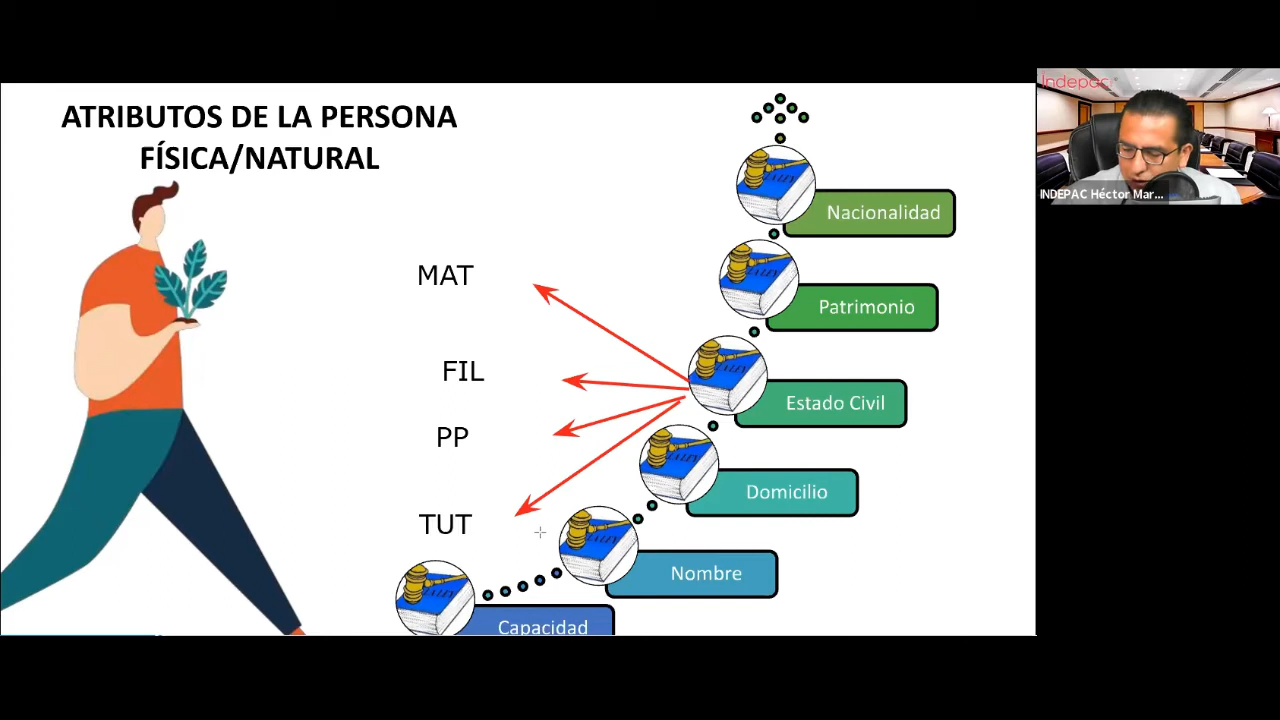 ATRIBUTOS DE LA PERSONA
FÍSICA/NATURAL
Indepac
INDEPAC Héctor Mar...
Nacionalidad
MAT
Patrimonio
FIL
Estado Civil
PP
Domicilio
TUT
Nombre
Capacidad